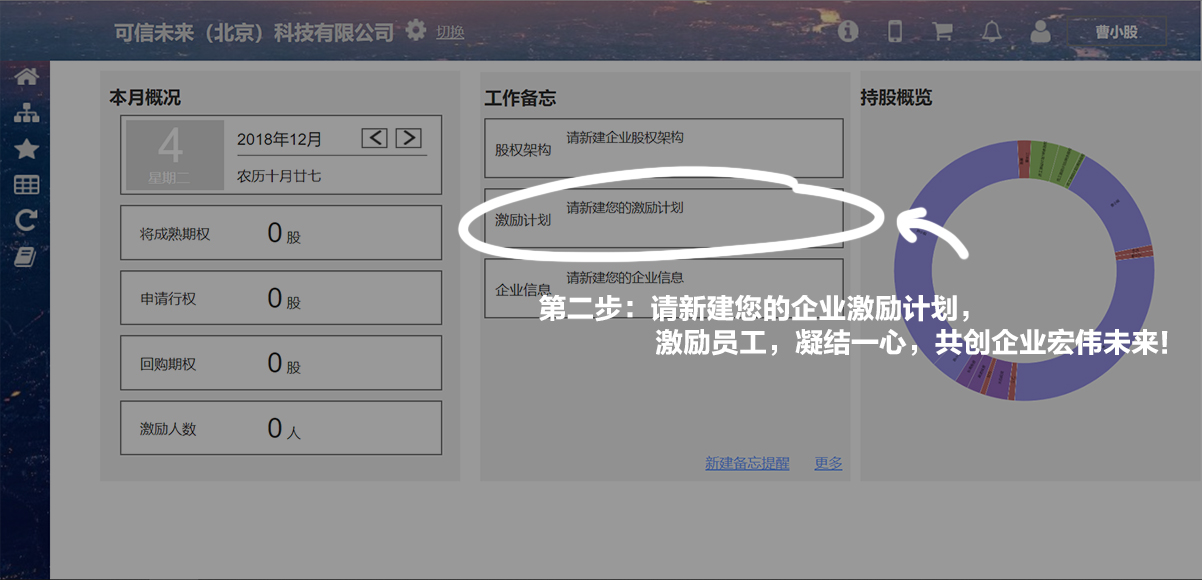 可信未来（北京）科技有限公司 切换
曹小股
本月概况
4
星期二
2018年12月
农历十月廿七
将成熟期权 0 股
申请行权 0 股
回购期权 0 股
激励人数 0 人
工作备忘
股权架构 请新建企业股权架构
激励计划 请新建您的激励计划
企业信息 请新建您的企业信息
新建备忘提醒 更多
持股概览
第二步：请新建您的企业激励计划，
激励员工，凝结一心，共创企业宏伟未来!